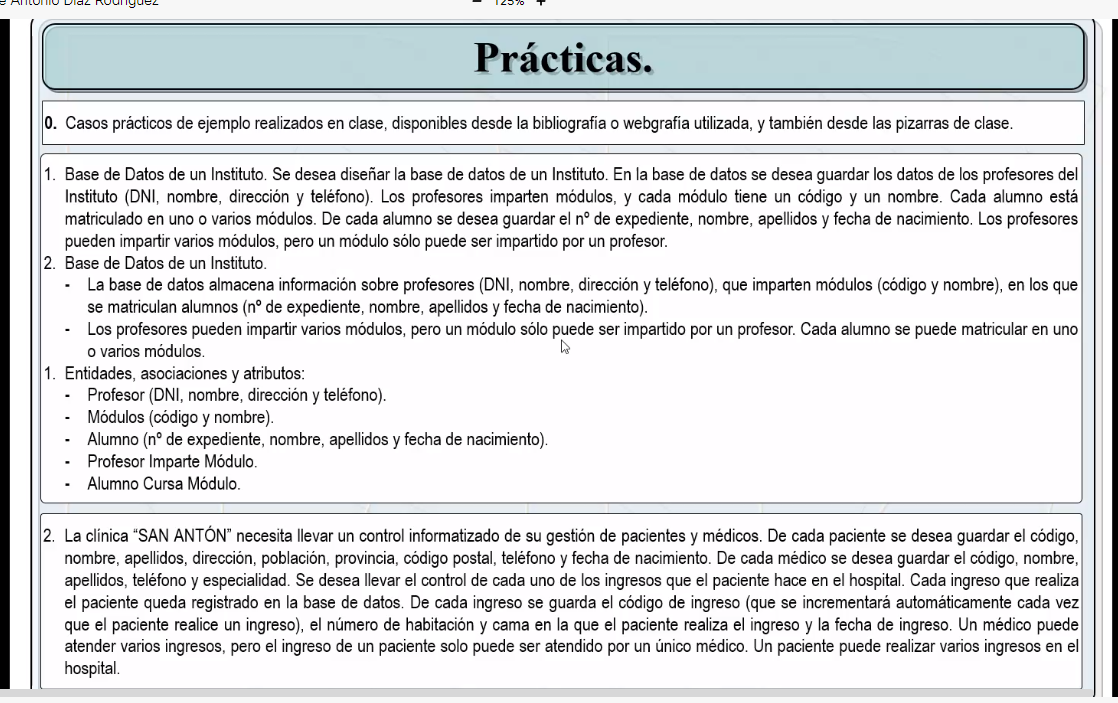 Antonio Díaz Rodríguez
125%
Prácticas.
0. Casos prácticos de ejemplo realizados en clase, disponibles desde la bibliografía o webgrafía utilizada, y también desde las pizarras de clase.
1. Base de Datos de un Instituto. Se desea diseñar la base de datos de un Instituto. En la base de datos se desea guardar los datos de los profesores del
Instituto (DNI, nombre, dirección y teléfono). Los profesores imparten módulos, y cada módulo tiene un código y un nombre. Cada alumno está
matriculado en uno o varios módulos. De cada alumno se desea guardar el nº de expediente, nombre, apellidos y fecha de nacimiento. Los profesores
pueden impartir varios módulos, pero un módulo sólo puede ser impartido por un profesor.
2. Base de Datos de un Instituto.
- La base de datos almacena información sobre profesores (DNI, nombre, dirección y teléfono), que imparten módulos (código y nombre), en los que
se matriculan alumnos (nº de expediente, nombre, apellidos y fecha de nacimiento).
- Los profesores pueden impartir varios módulos, pero un módulo sólo puede ser impartido por un profesor. Cada alumno se puede matricular en uno
o varios módulos.
1. Entidades, asociaciones y atributos:
- Profesor (DNI, nombre, dirección y teléfono).
- Módulos (código y nombre).
- Alumno (nº de expediente, nombre, apellidos y fecha de nacimiento).
- Profesor Imparte Módulo.
- Alumno Cursa Módulo.
2. La clínica “SAN ANTÓN” necesita llevar un control informatizado de su gestión de pacientes y médicos. De cada paciente se desea guardar el código,
nombre, apellidos, dirección, población, provincia, código postal, teléfono y fecha de nacimiento. De cada médico se desea guardar el código, nombre,
apellidos, teléfono y especialidad. Se desea llevar el control de cada uno de los ingresos que el paciente hace en el hospital. Cada ingreso que realiza
el paciente queda registrado en la base de datos. De cada ingreso se guarda el código de ingreso (que se incrementará automáticamente cada vez
que el paciente realice un ingreso), el número de habitación y cama en la que el paciente realiza el ingreso y la fecha de ingreso. Un médico puede
atender varios ingresos, pero el ingreso de un paciente solo puede ser atendido por un único médico. Un paciente puede realizar varios ingresos en el
hospital.